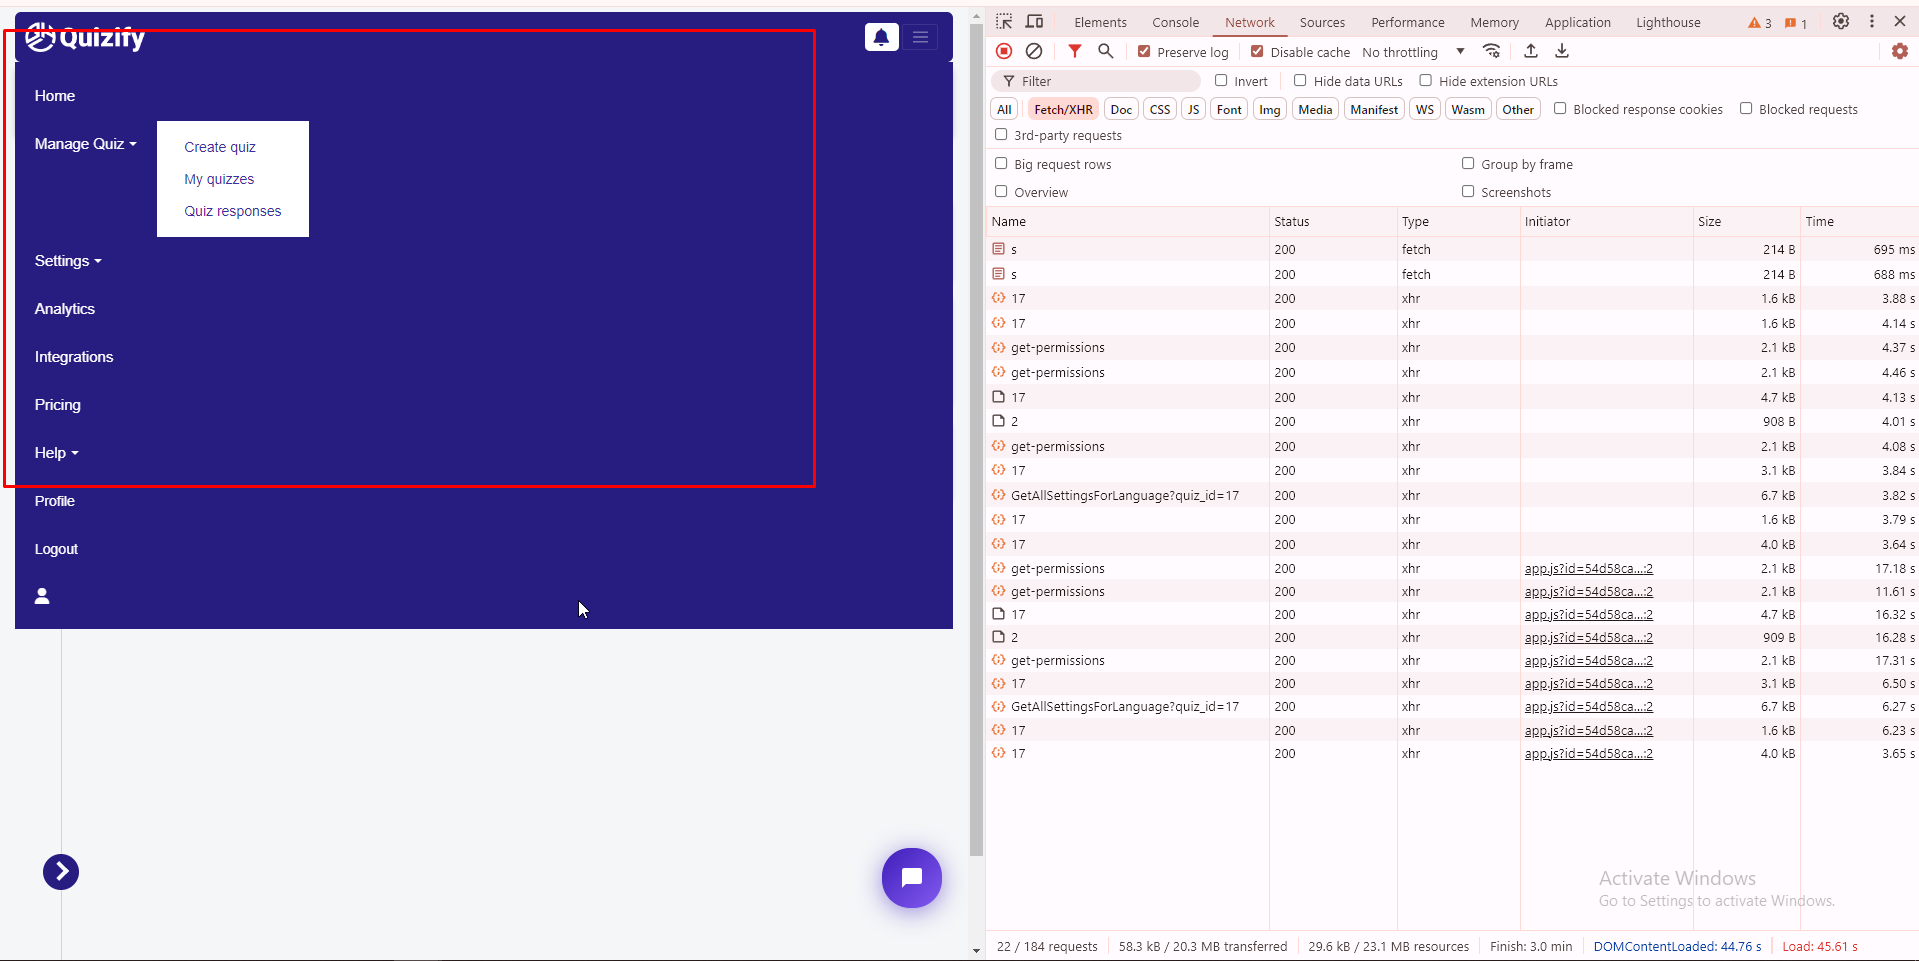 Quizify
Home
Manage Quiz
Create quiz
My quizzes
Quiz responses
Settings
Analytics
Integrations
Pricing
Help
Profile
Logout
Elements Console Network Sources Performance Memory Application Lighthouse 3 1
Preserve log Disable cache No throttling
Filter Invert Hide data URLs Hide extension URLs
All Fetch/XHR Doc CSS JS Font Img Media Manifest WS Wasm Other Blocked response cookies Blocked requests
3rd-party requests
Big request rows Group by frame
Overview Screenshots
Name Status Type Initiator Size Time
s 200 fetch 214 B 695 ms
s 200 fetch 214 B 688 ms
17 200 xhr 1.6 kB 3.88 s
17 200 xhr 1.6 kB 4.14 s
get-permissions 200 xhr 2.1 kB 4.37 s
get-permissions 200 xhr 2.1 kB 4.46 s
17 200 xhr 4.7 kB 4.13 s
2 200 xhr 908 B 4.01 s
get-permissions 200 xhr 2.1 kB 4.08 s
17 200 xhr 3.1 kB 3.84 s
GetAllSettingsForLanguage?quiz_id=17 200 xhr 6.7 kB 3.82 s
17 200 xhr 1.6 kB 3.79 s
17 200 xhr 4.0 kB 3.64 s
get-permissions 200 xhr app.js?id=54d58ca...:2 2.1 kB 17.18 s
get-permissions 200 xhr app.js?id=54d58ca...:2 2.1 kB 11.61 s
17 200 xhr app.js?id=54d58ca...:2 4.7 kB 16.32 s
2 200 xhr app.js?id=54d58ca...:2 909 B 16.28 s
get-permissions 200 xhr app.js?id=54d58ca...:2 2.1 kB 17.31 s
17 200 xhr app.js?id=54d58ca...:2 3.1 kB 6.50 s
GetAllSettingsForLanguage?quiz_id=17 200 xhr app.js?id=54d58ca...:2 6.7 kB 6.27 s
17 200 xhr app.js?id=54d58ca...:2 1.6 kB 6.23 s
17 200 xhr app.js?id=54d58ca...:2 4.0 kB 3.65 s
Activate Windows
Go to Settings to activate Windows.
22 / 184 requests 58.3 kB / 20.3 MB transferred 29.6 kB / 23.1 MB resources Finish: 3.0 min DOMContentLoaded: 44.76 s Load: 45.61 s